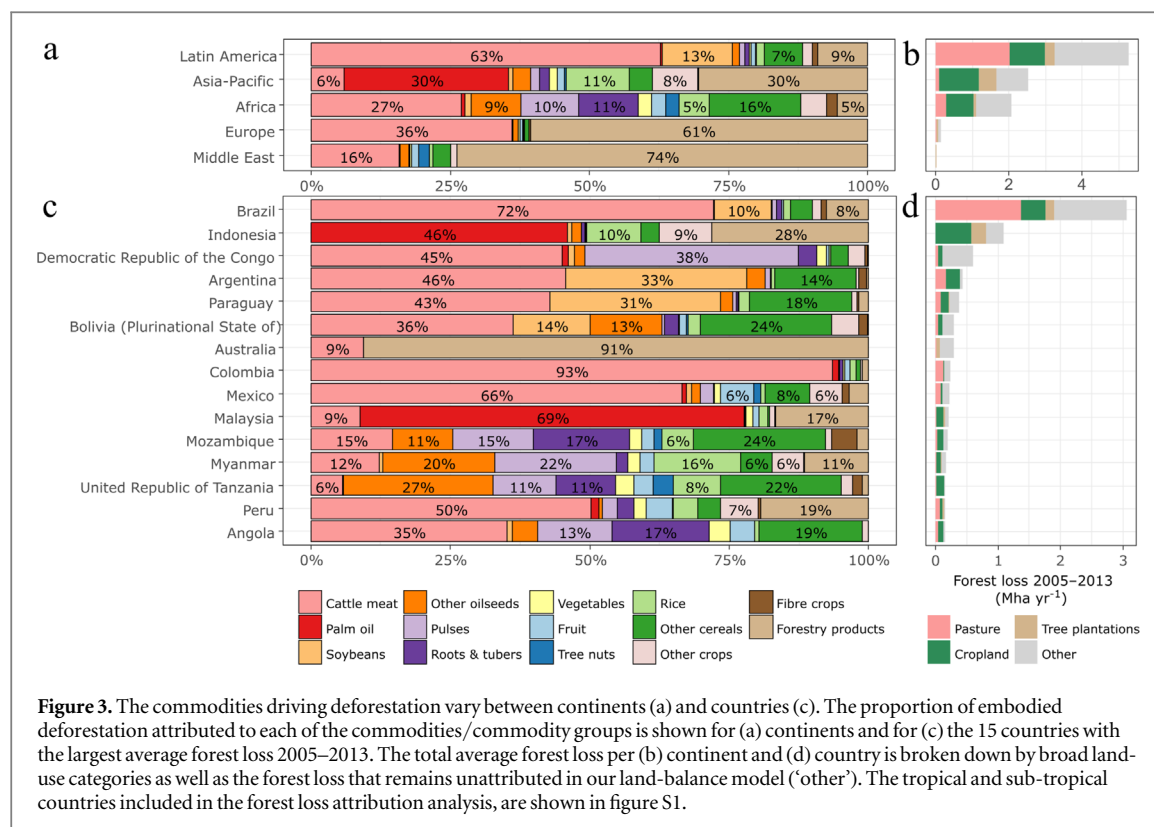 a
Latin America 63% 13% 7% 9%
Asia-Pacific 6% 30% 11% 8% 30%
Africa 27% 9% 10% 11% 5% 16% 5%
Europe 36% 61%
Middle East 16% 74%
0% 25% 50% 75% 100%
b
0 2 4
c
Brazil 72% 10% 8%
Indonesia 46% 10% 9% 28%
Democratic Republic of the Congo 45% 38%
Argentina 46% 33% 14%
Paraguay 43% 31% 18%
Bolivia (Plurinational State of) 36% 14% 13% 24%
Australia 9% 91%
Colombia 93%
Mexico 66% 6% 8% 6%
Malaysia 9% 69% 17%
Mozambique 15% 11% 15% 17% 6% 24%
Myanmar 12% 20% 22% 16% 6% 6% 11%
United Republic of Tanzania 6% 27% 11% 11% 8% 22%
Peru 50% 7% 19%
Angola 35% 13% 17% 19%
0% 25% 50% 75% 100%
d
0 1 2 3
Forest loss 2005–2013
(Mha yr⁻¹)
Cattle meat Other oilseeds Vegetables Rice Fibre crops
Palm oil Pulses Fruit Other cereals Forestry products
Soybeans Roots & tubers Tree nuts Other crops
Pasture Tree plantations
Cropland Other
Figure 3. The commodities driving deforestation vary between continents (a) and countries (c). The proportion of embodied
deforestation attributed to each of the commodities/commodity groups is shown for (a) continents and for (c) the 15 countries with
the largest average forest loss 2005–2013. The total average forest loss per (b) continent and (d) country is broken down by broad land-
use categories as well as the forest loss that remains unattributed in our land-balance model (‘other’). The tropical and sub-tropical
countries included in the forest loss attribution analysis, are shown in figure S1.